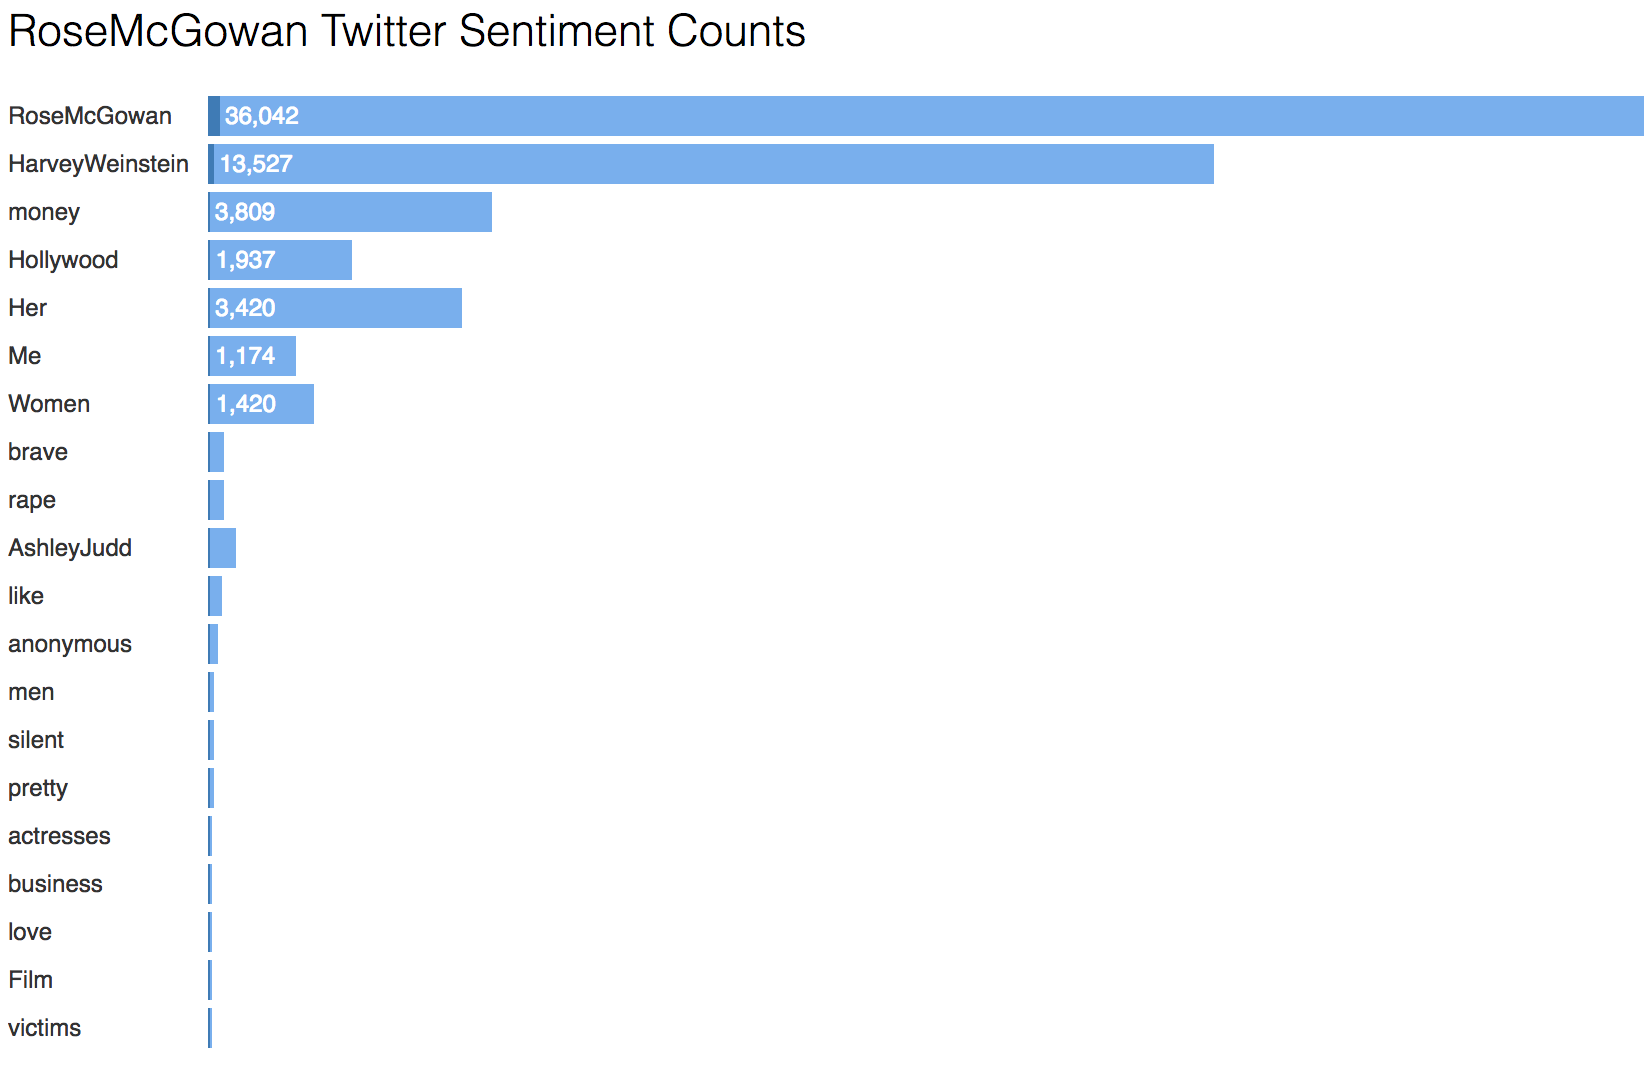 RoseMcGowan Twitter Sentiment Counts
RoseMcGowan 36,042
HarveyWeinstein 13,527
money 3,809
Hollywood 1,937
Her 3,420
Me 1,174
Women 1,420
brave
rape
AshleyJudd
like
anonymous
men
silent
pretty
actresses
business
love
Film
victims